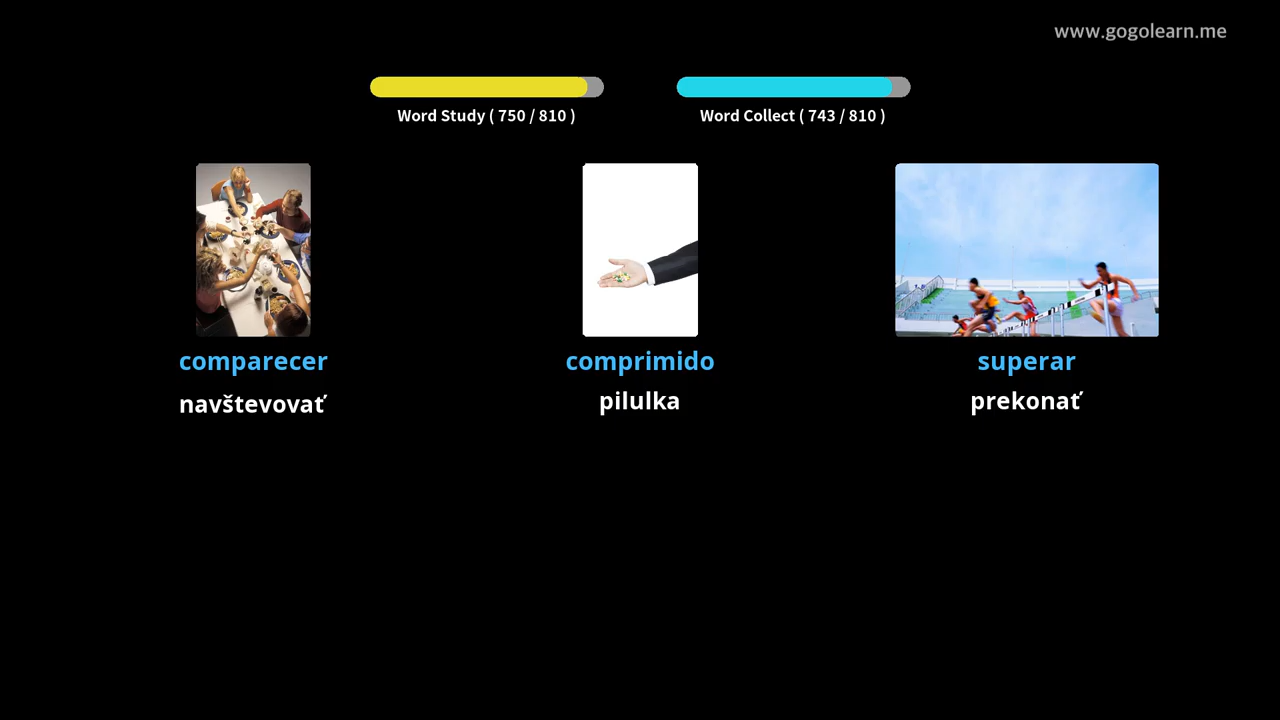 www.gogolearn.me
Word Study ( 750 / 810 )
Word Collect ( 743 / 810 )
comparecer
navštevovať
comprimido
pilulka
superar
prekonať